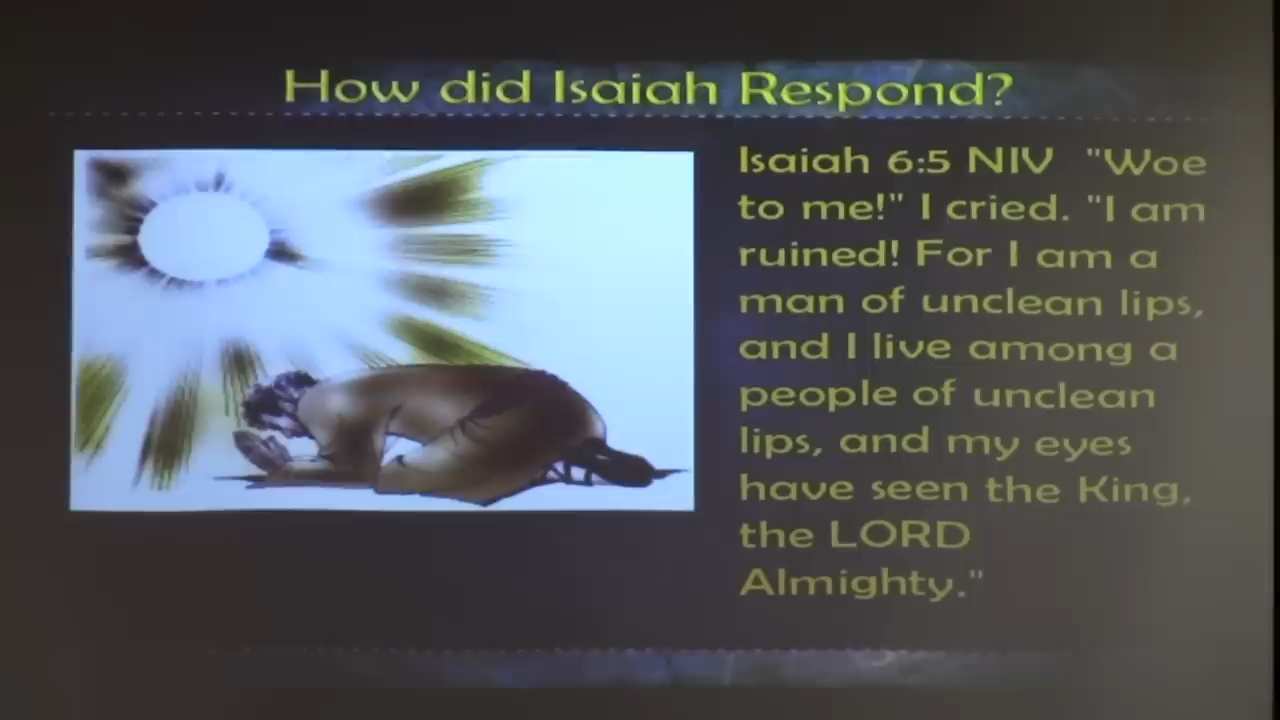 How did Isaiah Respond?
Isaiah 6:5 NIV "Woe
to me!" I cried. "I am
ruined! For I am a
man of unclean lips,
and I live among a
people of unclean
lips, and my eyes
have seen the King,
the LORD
Almighty."